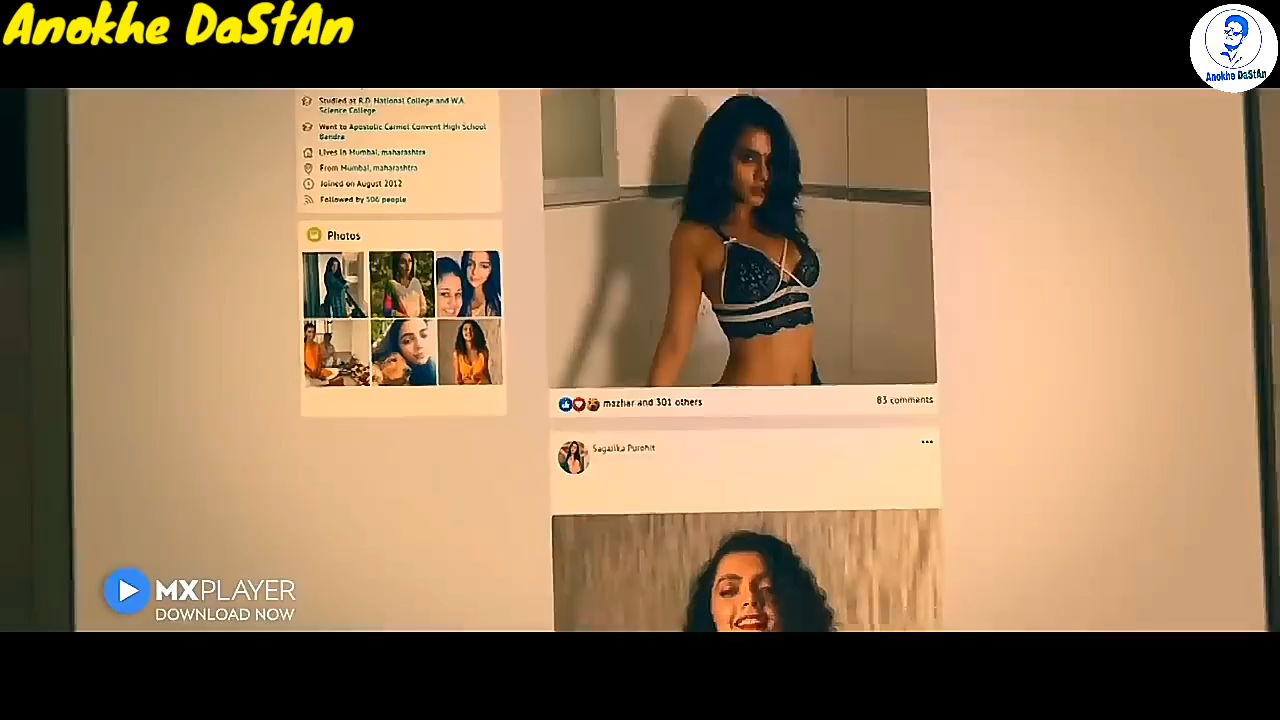 Anokhe DaStAn
Anokhe DaStAn
Studied at R.D. National College and W.A.
Science College
Went to Apostolic Carmel Convent High School
Bandra
Lives in Mumbai, maharashtra
From Mumbai, maharashtra
Joined on August 2012
Followed by 506 people
Photos
mazhar and 301 others
83 comments
Sagarika Purohit
MXPLAYER
DOWNLOAD NOW